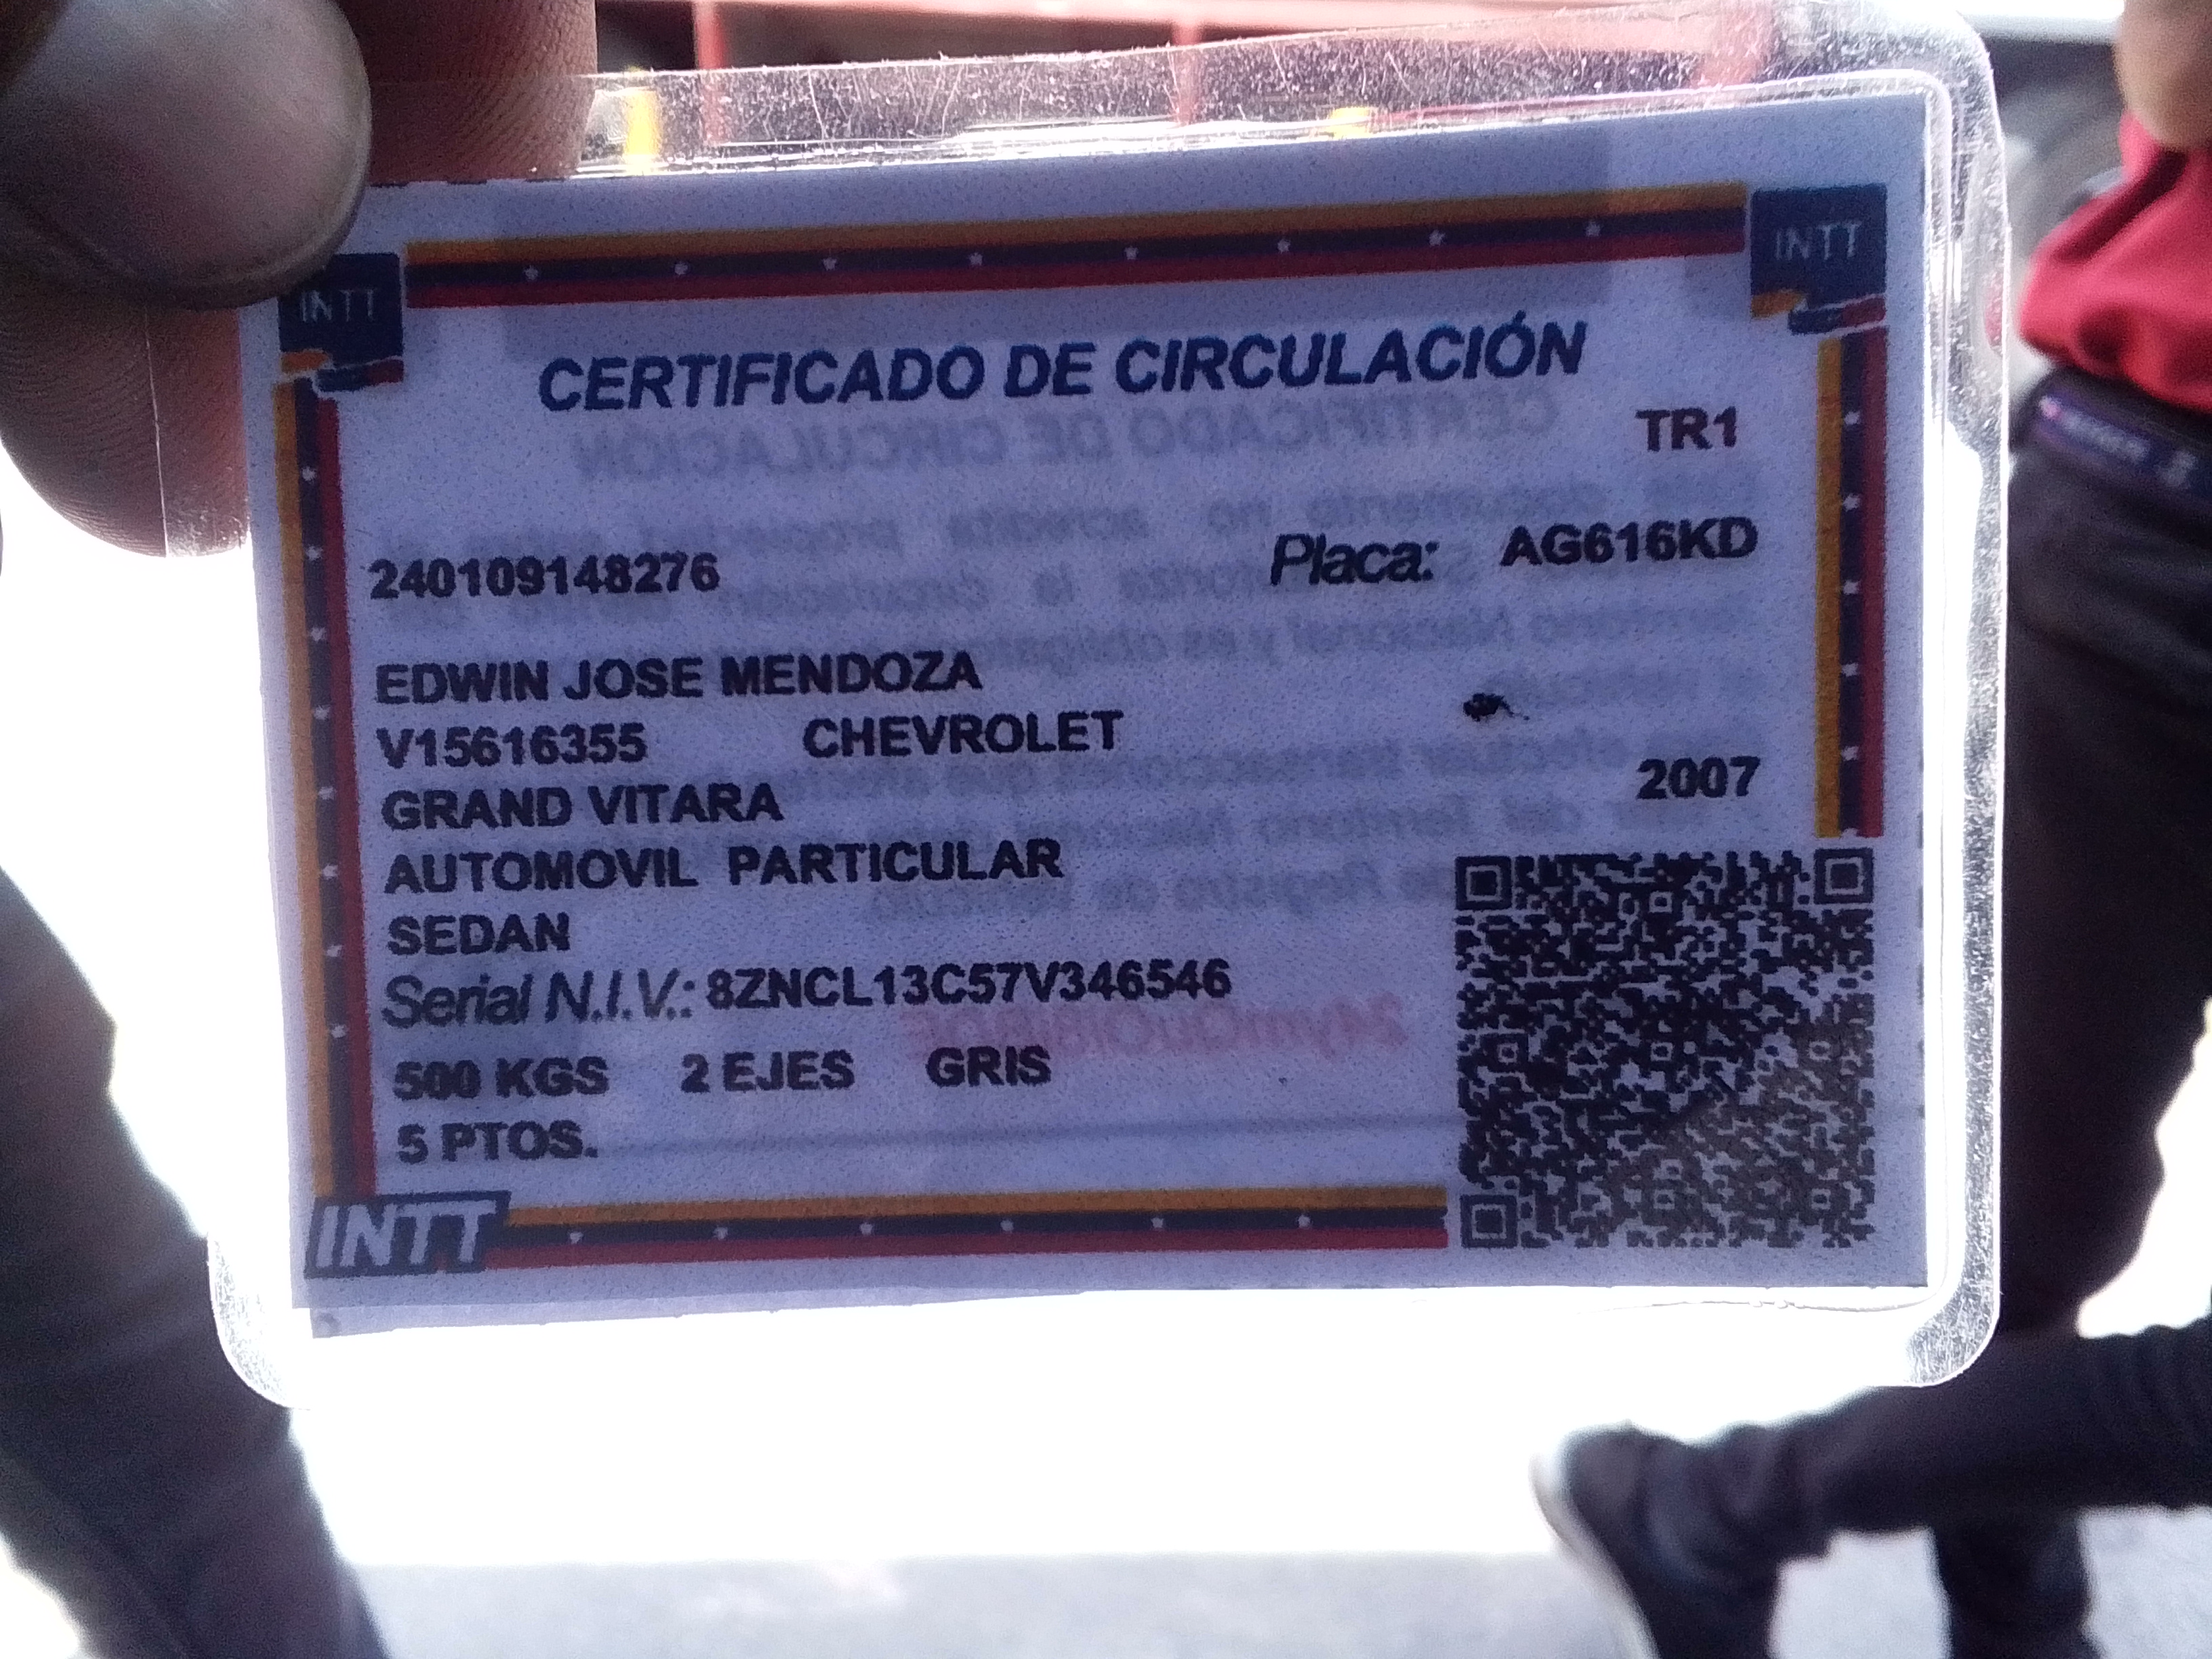 INTT
INTT
CERTIFICADO DE CIRCULACIÓN
TR1
240109148276 Placa: AG616KD
EDWIN JOSE MENDOZA
V15616355 CHEVROLET
GRAND VITARA 2007
AUTOMOVIL PARTICULAR
SEDAN
Serial N.I.V.: 8ZNCL13C57V346546
500 KGS 2 EJES GRIS
5 PTOS.
INTT